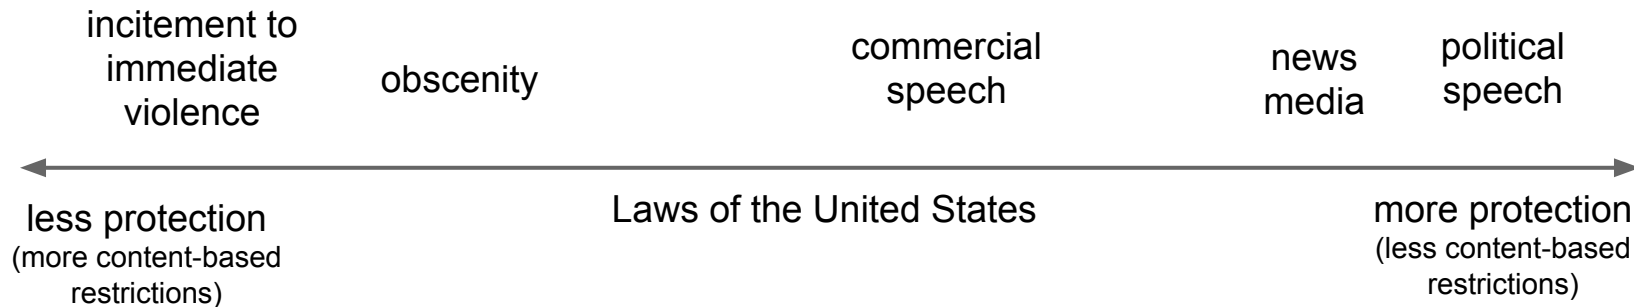 incitement to
immediate
violence
obscenity
commercial
speech
news
media
political
speech
less protection
(more content-based
restrictions)
Laws of the United States
more protection
(less content-based
restrictions)